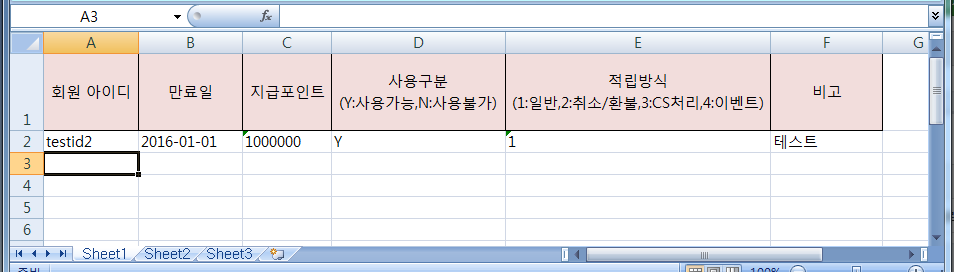 A3
fx
A B C D E F G
1 회원 아이디 만료일 지급포인트 사용구분 적립방식 비고
(Y:사용가능,N:사용불가) (1:일반,2:취소/환불,3:CS처리,4:이벤트)
2 testid2 2016-01-01 1000000 Y 1 테스트
3
4
5
6
Sheet1 Sheet2 Sheet3
준비 100%